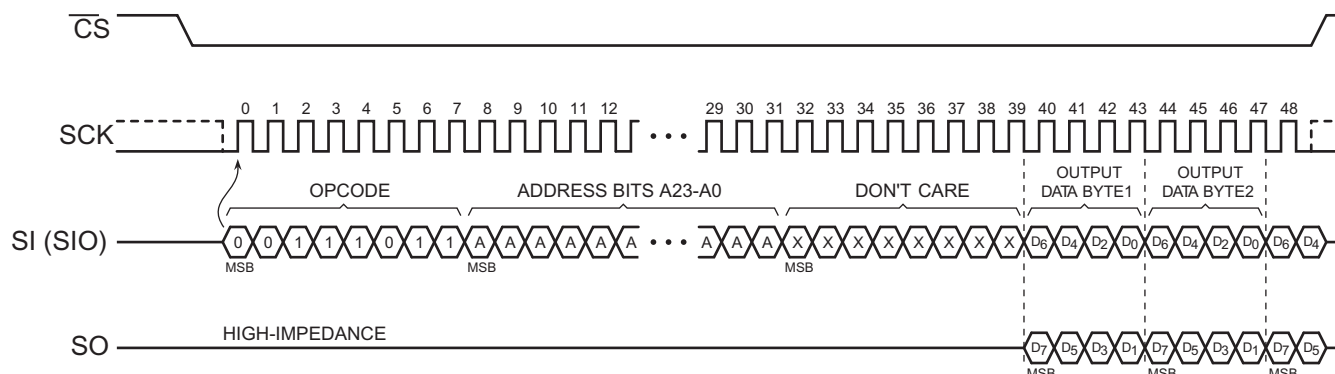 CS
0 1 2 3 4 5 6 7 8 9 10 11 12 29 30 31 32 33 34 35 36 37 38 39 40 41 42 43 44 45 46 47 48
SCK
OPCODE ADDRESS BITS A23-A0 DON'T CARE OUTPUT DATA BYTE1 OUTPUT DATA BYTE2
SI (SIO) 0 0 1 1 1 0 1 1 A A A A A A A A A X X X X X X X X D6 D4 D2 D0 D6 D4 D2 D0 D6 D4
MSB MSB MSB
HIGH-IMPEDANCE
SO D7 D5 D3 D1 D7 D5 D3 D1 D7 D5
MSB MSB MSB